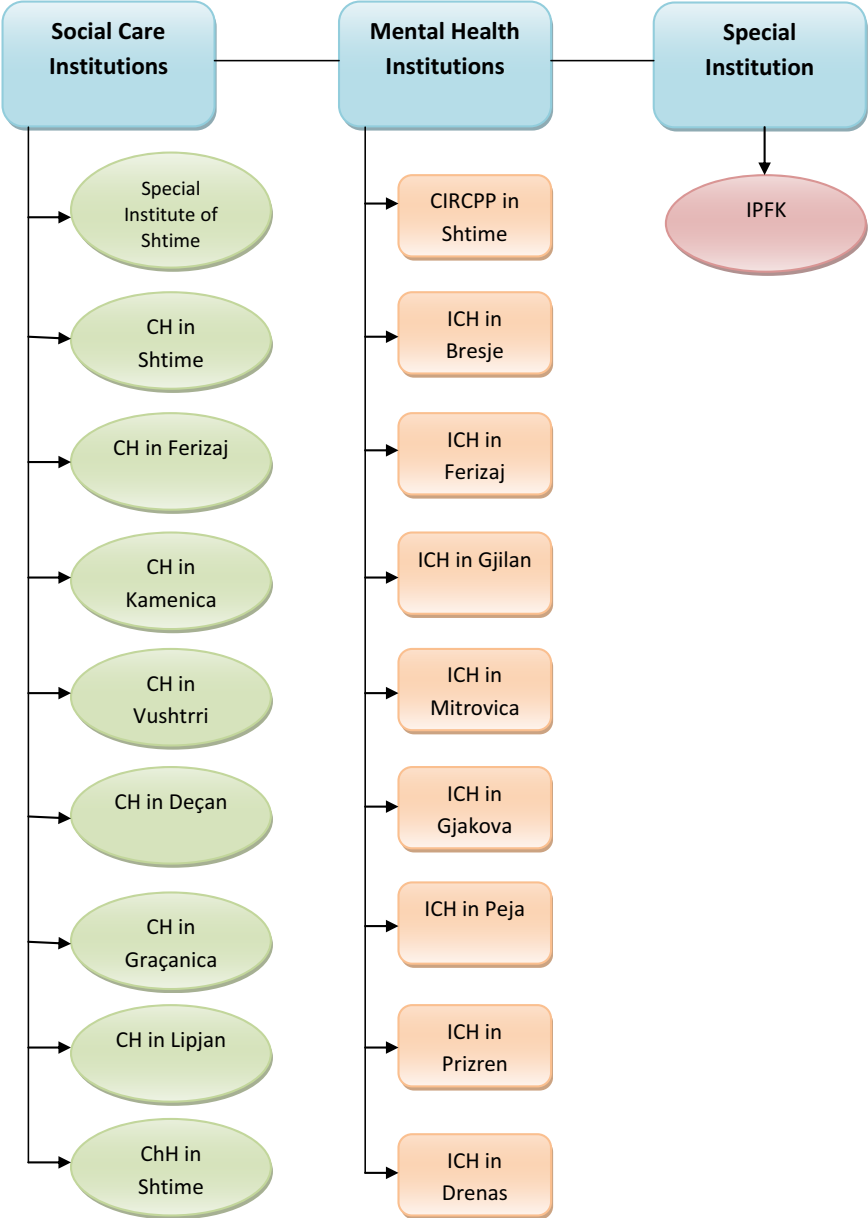 Social Care
Institutions
Mental Health
Institutions
Special
Institution
Special
Institute of
Shtime
CH in
Shtime
CH in Ferizaj
CH in
Kamenica
CH in
Vushtrri
CH in Deçan
CH in
Graçanica
CH in Lipjan
ChH in
Shtime
CIRCPP in
Shtime
ICH in
Bresje
ICH in
Ferizaj
ICH in Gjilan
ICH in
Mitrovica
ICH in
Gjakova
ICH in Peja
ICH in
Prizren
ICH in
Drenas
IPFK